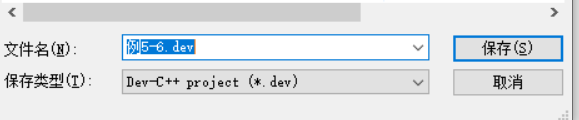 文件名(N): 例5-6.dev 保存(S)
保存类型(T): Dev-C++ project (*.dev) 取消